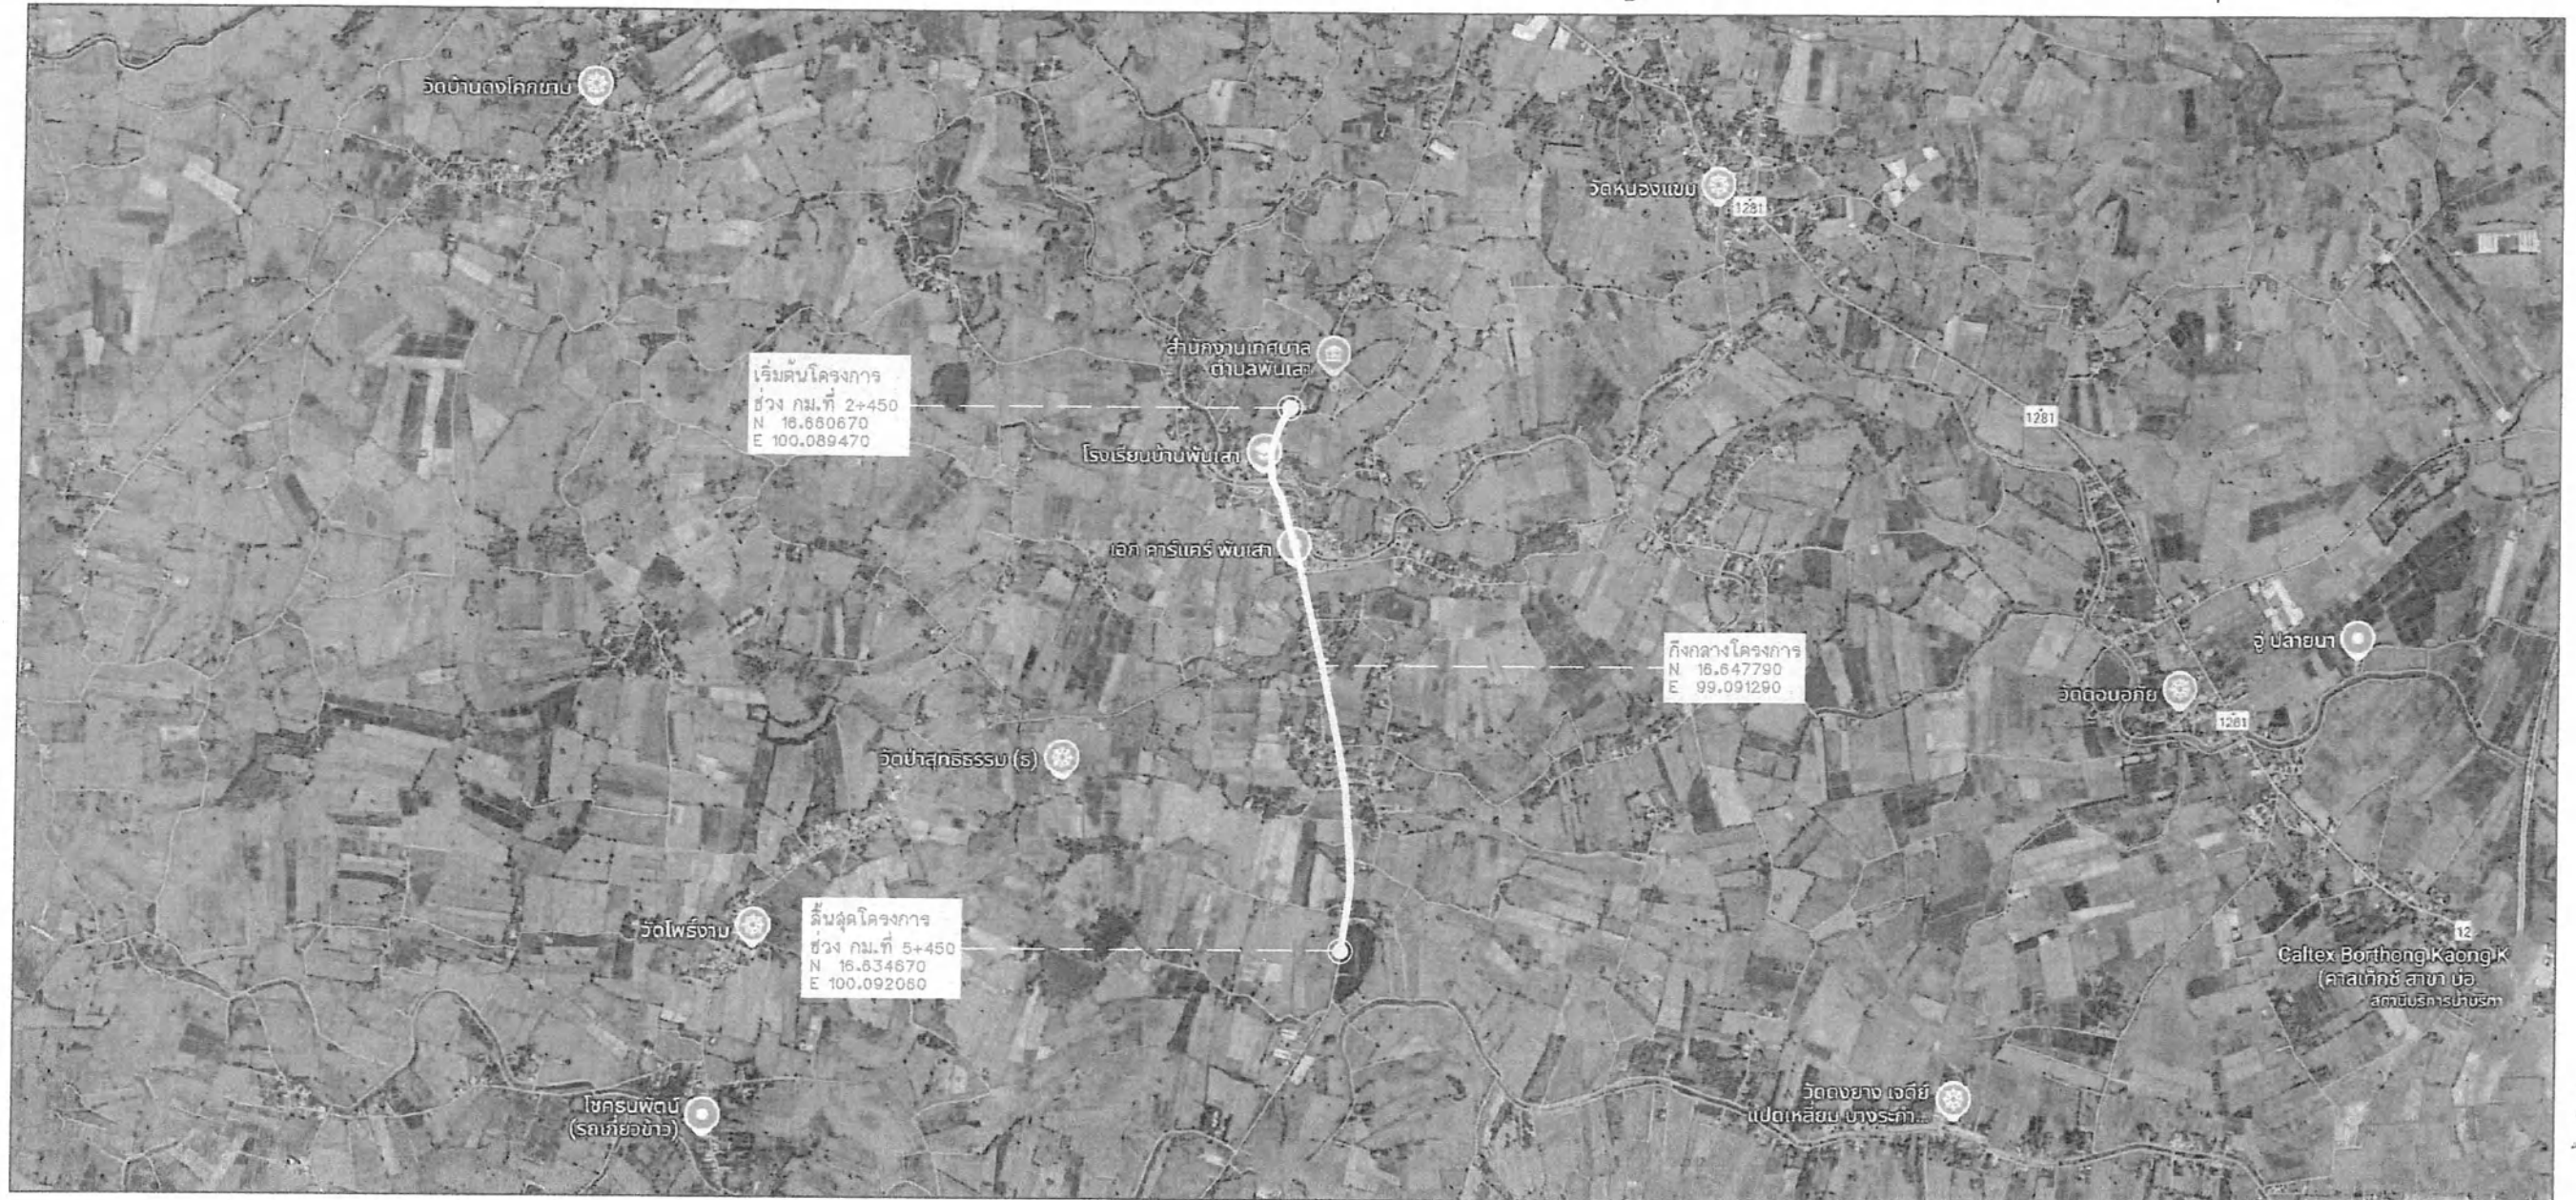 วัดบ้านดงโคกขาม
วัดหนองแขม
1281
สำนักงานเทศบาล
ตำบลพันเสา
เริ่มต้นโครงการ
ช่วง กม.ที่ 2+450
N 16.660670
E 100.089470
1281
โรงเรียนบ้านพันเสา
เอก คาร์แคร์ พันเสา
กึ่งกลางโครงการ
N 16.647790
E 99.091290
อู่ ปลายนา
วัดดอนอภัย
1281
วัดป่าสุทธิธรรม (ธ)
สิ้นสุดโครงการ
ช่วง กม.ที่ 5+450
N 16.634670
E 100.092060
วัดโพธิ์งาม
12
Caltex Borthong Kaong K
(คาลเท็กซ์ สาขา บ่อ
สถานีบริการน้ำมัน
วัดดงยาง เจดีย์
แปดเหลี่ยม บางระกำ...
โชคธนพัฒน์
(รถเกี่ยวข้าว)